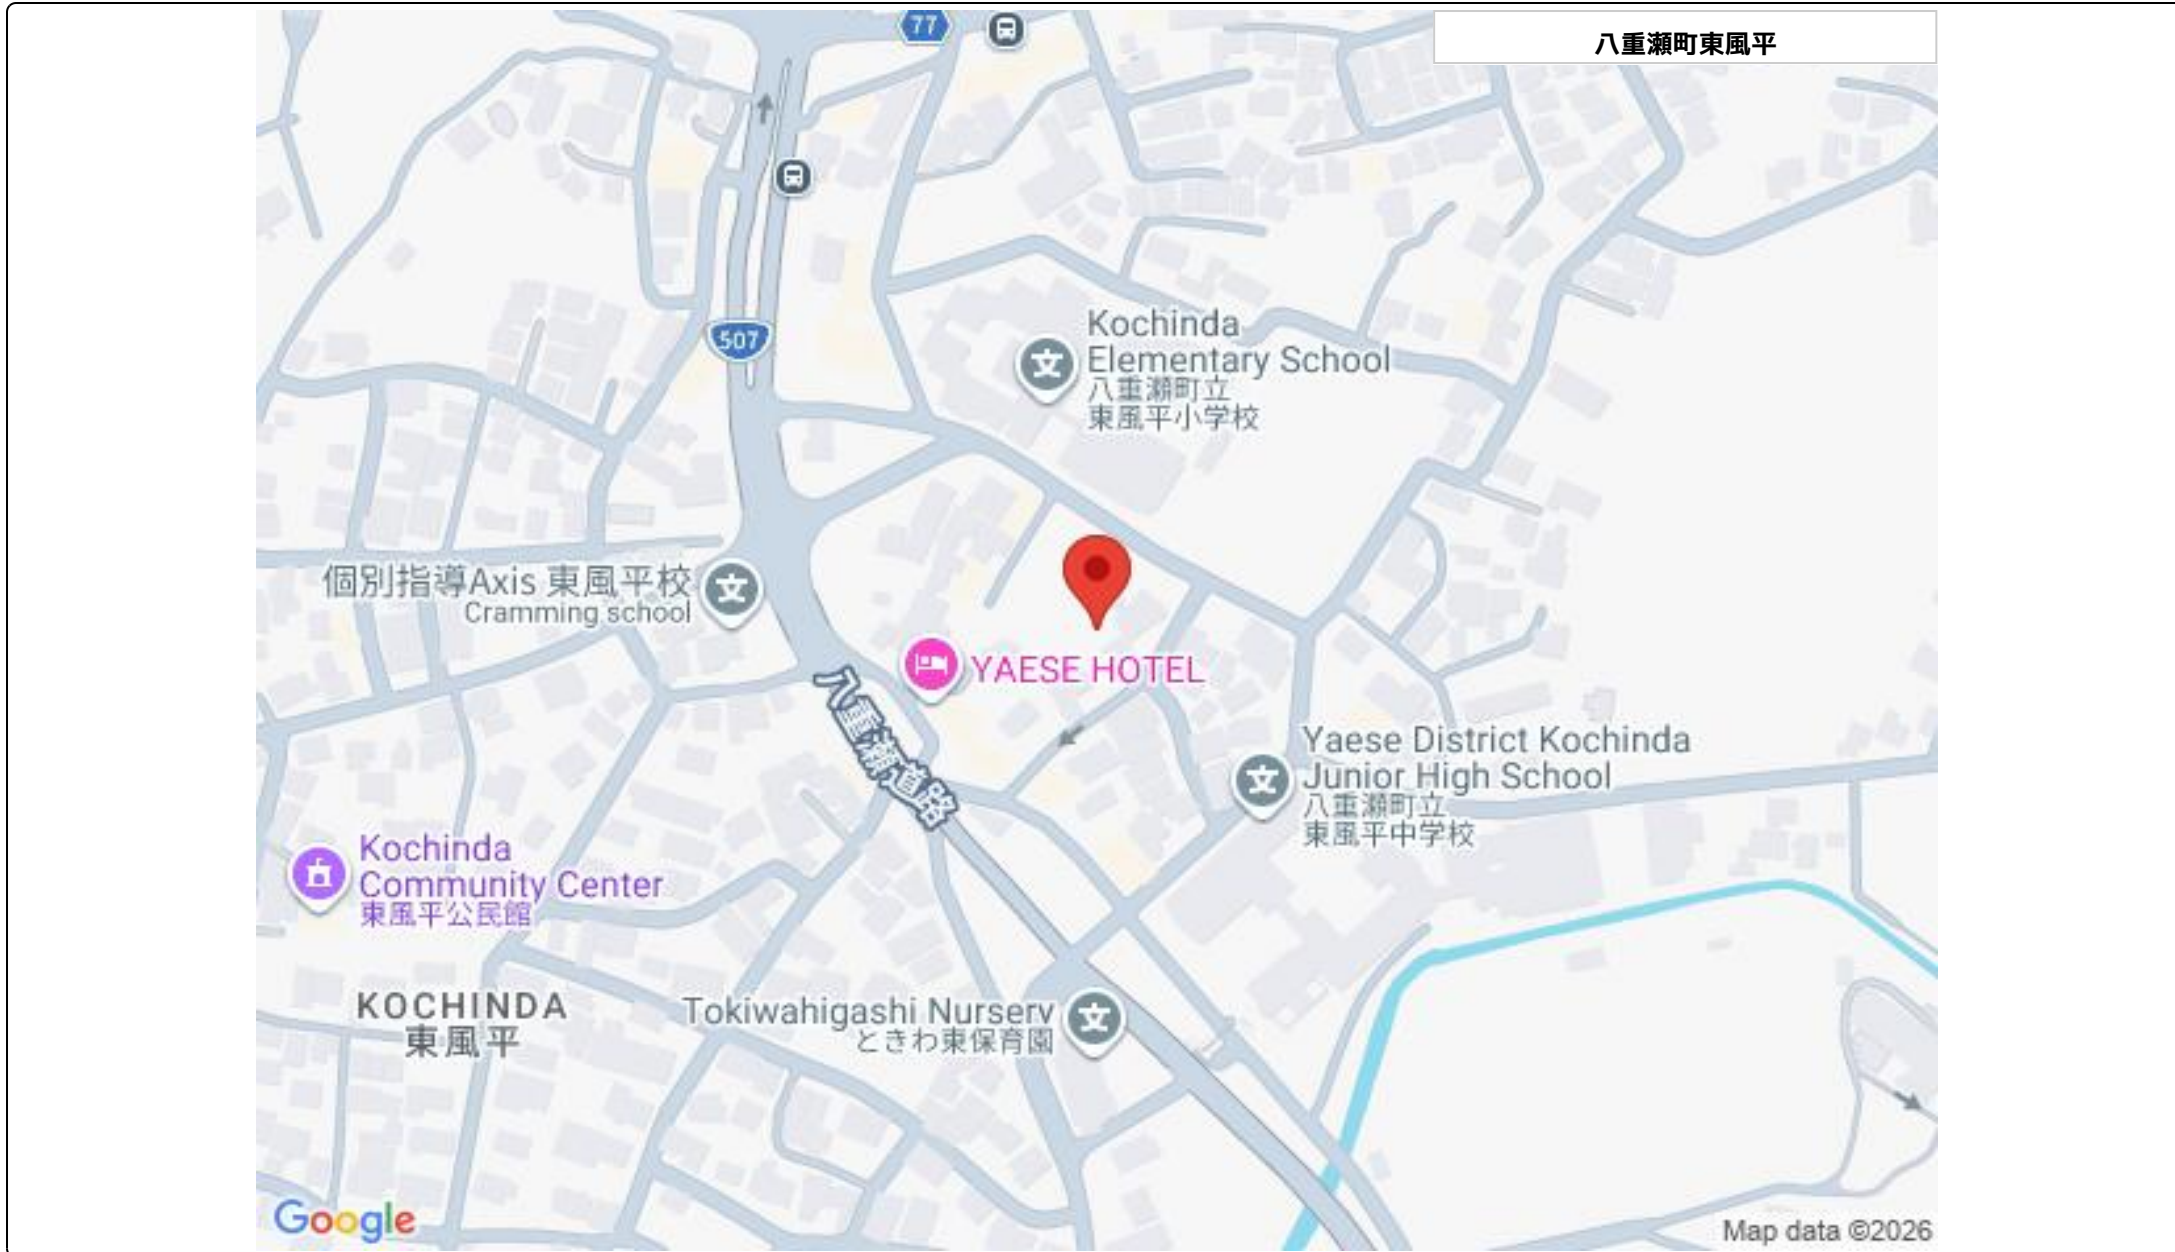 八重瀬町東風平
77
507
Kochinda
Elementary School
八重瀬町立
東風平小学校
個別指導Axis 東風平校
Cramming school
YAESE HOTEL
八重瀬道路
Yaese District Kochinda
Junior High School
八重瀬町立
東風平中学校
Kochinda
Community Center
東風平公民館
KOCHINDA
東風平
Tokiwahigashi Nursery
ときわ東保育園
Google
Map data ©2026